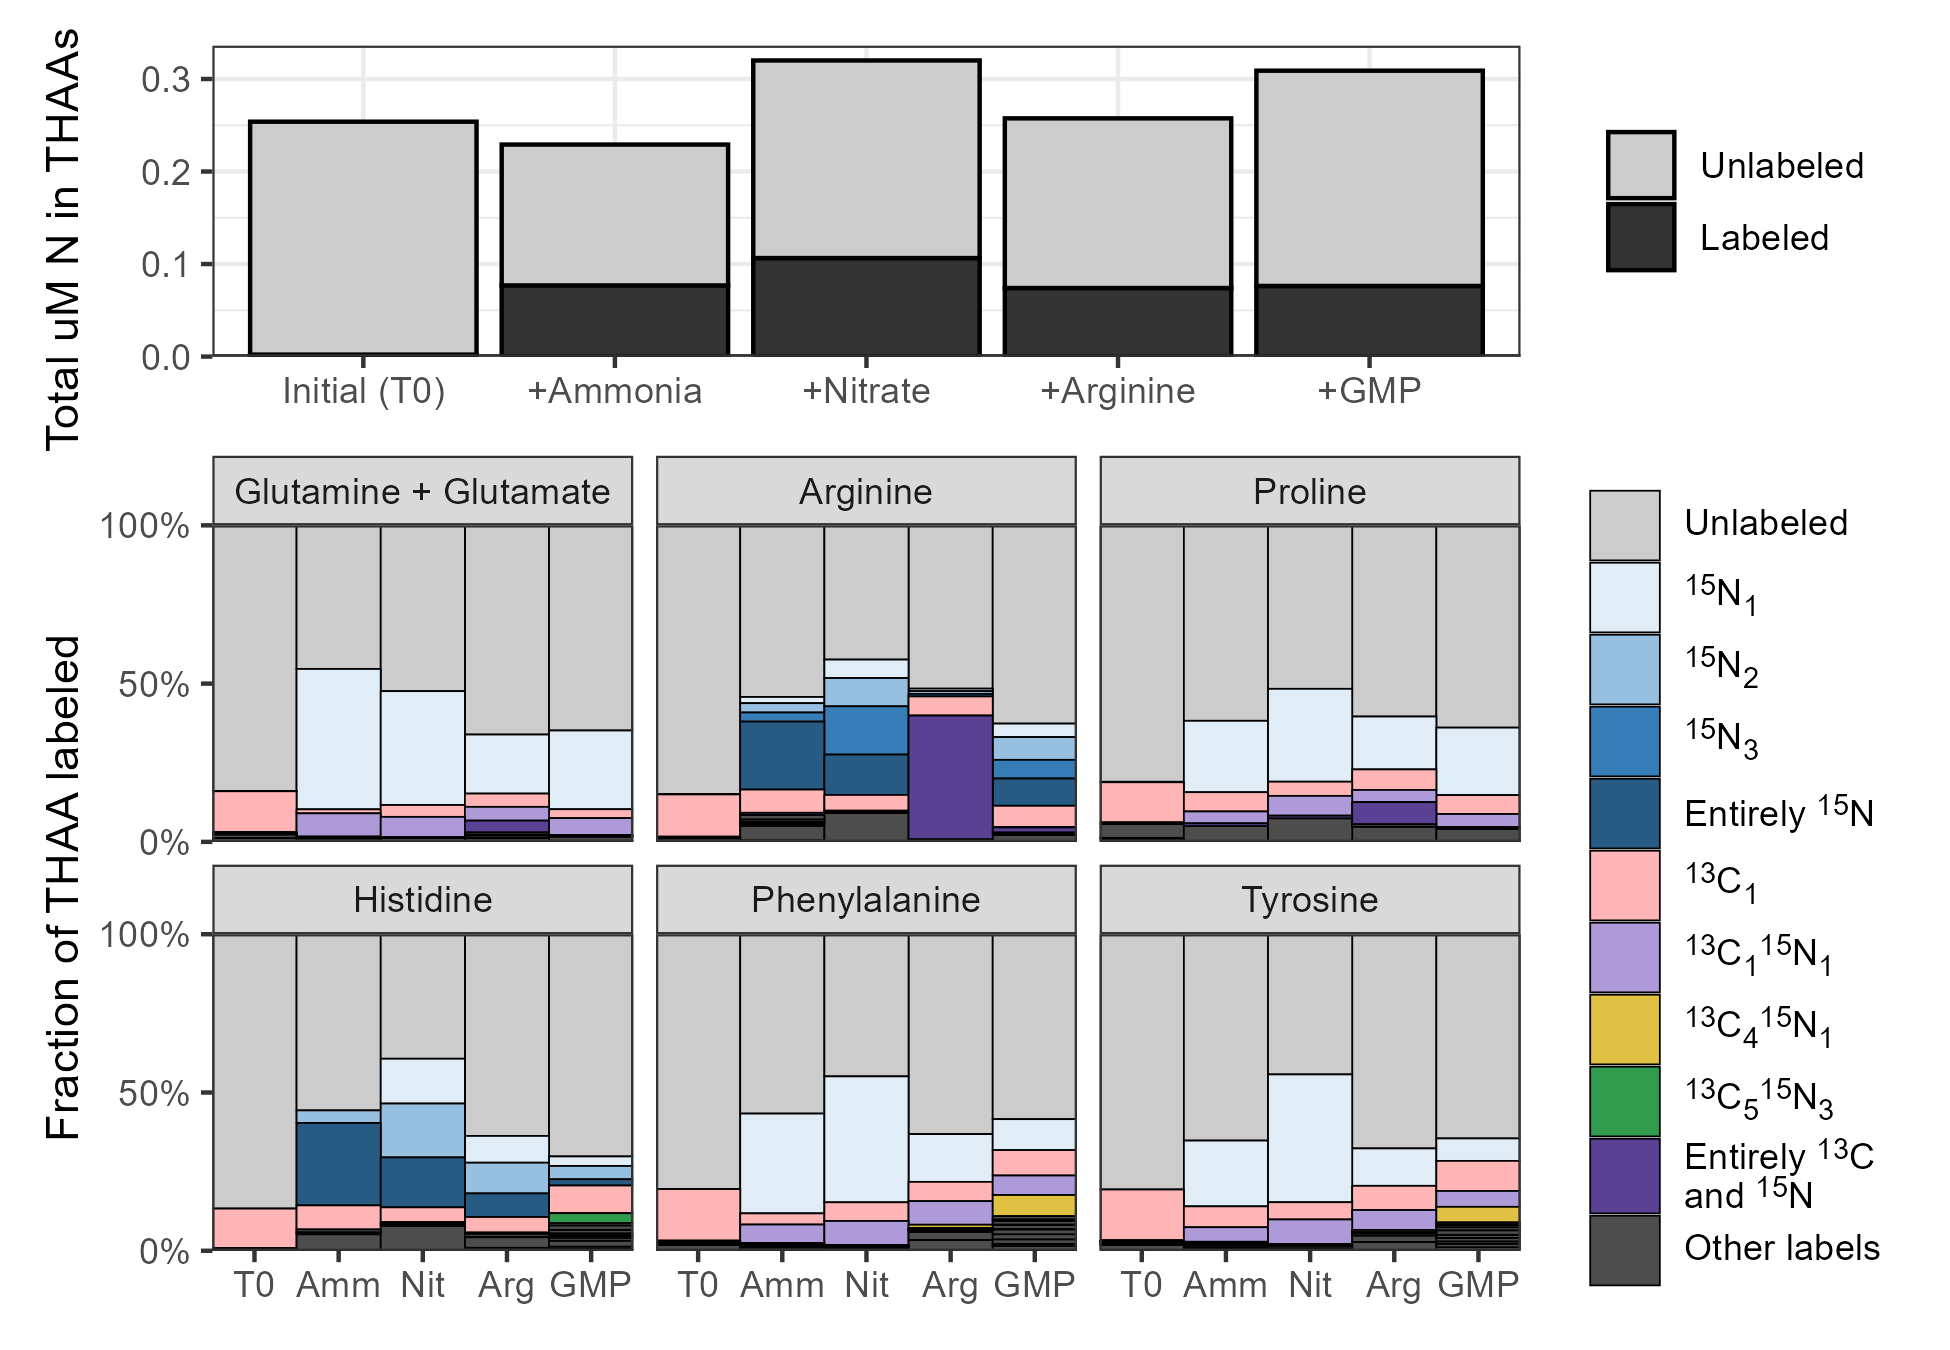 Total uM N in THAAs
0.3
0.2
0.1
0.0
Initial (T0)
+Ammonia
+Nitrate
+Arginine
+GMP
Unlabeled
Labeled
Fraction of THAA labeled
Glutamine + Glutamate
Arginine
Proline
100%
50%
0%
Histidine
Phenylalanine
Tyrosine
100%
50%
0%
T0 Amm Nit Arg GMP
T0 Amm Nit Arg GMP
T0 Amm Nit Arg GMP
Unlabeled
¹⁵N₁
¹⁵N₂
¹⁵N₃
Entirely ¹⁵N
¹³C₁
¹³C₁¹⁵N₁
¹³C₄¹⁵N₁
¹³C₅¹⁵N₃
Entirely ¹³C
and ¹⁵N
Other labels